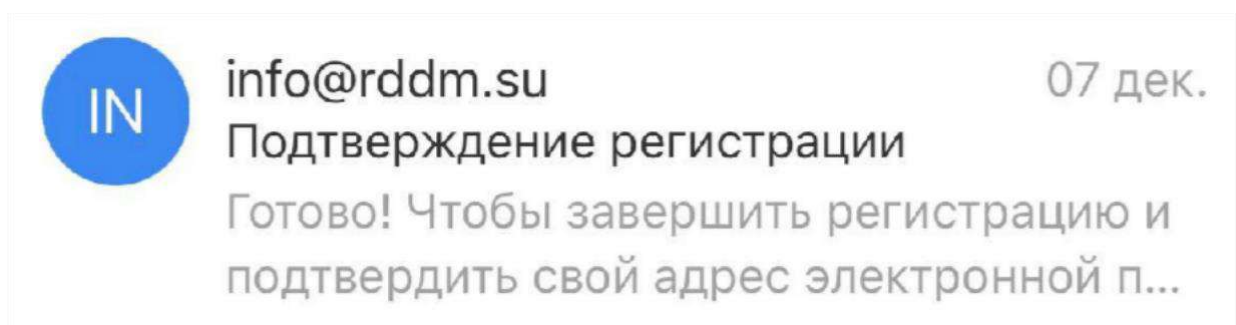 IN
info@rddm.su
07 дек.
Подтверждение регистрации
Готово! Чтобы завершить регистрацию и
подтвердить свой адрес электронной п...